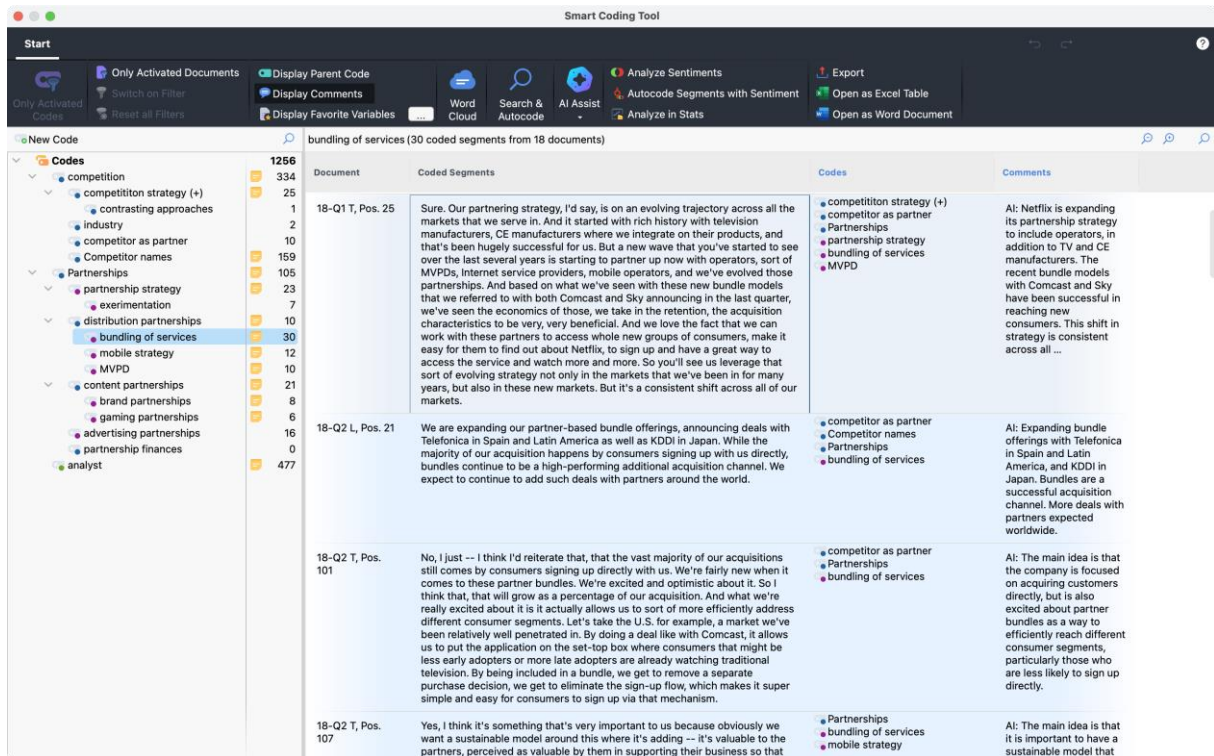 Smart Coding Tool
Start
?
Only Activated
Codes
Only Activated Documents
Switch on Filter
Reset all Filters
Display Parent Code
Display Comments
Display Favorite Variables
...
Word
Cloud
Search &
Autocode
AI Assist
Analyze Sentiments
Autocode Segments with Sentiment
Analyze in Stats
Export
Open as Excel Table
Open as Word Document
New Code
Codes 1256
competition 334
competititon strategy (+) 25
contrasting approaches 1
industry 2
competitor as partner 10
Competitor names 159
Partnerships 105
partnership strategy 23
exerimentation 7
distribution partnerships 10
bundling of services 30
mobile strategy 12
MVPD 10
content partnerships 21
brand partnerships 8
gaming partnerships 6
advertising partnerships 16
partnership finances 0
analyst 477
bundling of services (30 coded segments from 18 documents)
Document Coded Segments Codes Comments
18-Q1 T, Pos. 25
Sure. Our partnering strategy, I'd say, is on an evolving trajectory across all the
markets that we serve in. And it started with rich history with television
manufacturers, CE manufacturers where we integrate on their products, and
that's been hugely successful for us. But a new wave that you've started to see
over the last several years is starting to partner up now with operators, sort of
MVPDs, Internet service providers, mobile operators, and we've evolved those
partnerships. And based on what we've seen with these new bundle models
that we referred to with both Comcast and Sky announcing in the last quarter,
we've seen the economics of those, we take in the retention, the acquisition
characteristics to be very, very beneficial. And we love the fact that we can
work with these partners to access whole new groups of consumers, make it
easy for them to find out about Netflix, to sign up and have a great way to
access the service and watch more and more. So you'll see us leverage that
sort of evolving strategy not only in the markets that we've been in for many
years, but also in these new markets. But it's a consistent shift across all of our
markets.
competititon strategy (+)
competitor as partner
Partnerships
partnership strategy
bundling of services
MVPD
AI: Netflix is expanding
its partnership strategy
to include operators, in
addition to TV and CE
manufacturers. The
recent bundle models
with Comcast and Sky
have been successful in
reaching new
consumers. This shift in
strategy is consistent
across all ...
18-Q2 L, Pos. 21
We are expanding our partner-based bundle offerings, announcing deals with
Telefonica in Spain and Latin America as well as KDDI in Japan. While the
majority of our acquisition happens by consumers signing up with us directly,
bundles continue to be a high-performing additional acquisition channel. We
expect to continue to add such deals with partners around the world.
competitor as partner
Competitor names
Partnerships
bundling of services
AI: Expanding bundle
offerings with Telefonica
in Spain and Latin
America, and KDDI in
Japan. Bundles are a
successful acquisition
channel. More deals with
partners expected
worldwide.
18-Q2 T, Pos.
101
No, I just -- I think I'd reiterate that, that the vast majority of our acquisitions
still comes by consumers signing up directly with us. We're fairly new when it
comes to these partner bundles. We're excited and optimistic about it. So I
think that, that will grow as a percentage of our acquisition. And what we're
really excited about it is it actually allows us to sort of more efficiently address
different consumer segments. Let's take the U.S. for example, a market we've
been relatively well penetrated in. By doing a deal like with Comcast, it allows
us to put the application on the set-top box where consumers that might be
less early adopters or more late adopters are already watching traditional
television. By being included in a bundle, we get to remove a separate
purchase decision, we get to eliminate the sign-up flow, which makes it super
simple and easy for consumers to sign up via that mechanism.
competitor as partner
Partnerships
bundling of services
AI: The main idea is that
the company is focused
on acquiring customers
directly, but is also
excited about partner
bundles as a way to
efficiently reach different
consumer segments,
particularly those who
are less likely to sign up
directly.
18-Q2 T, Pos.
107
Yes, I think it's something that's very important to us because obviously we
want a sustainable model around this where it's adding -- it's valuable to the
partners, perceived as valuable by them in supporting their business so that
Partnerships
bundling of services
mobile strategy
AI: The main idea is that
it is important to have a
sustainable model that